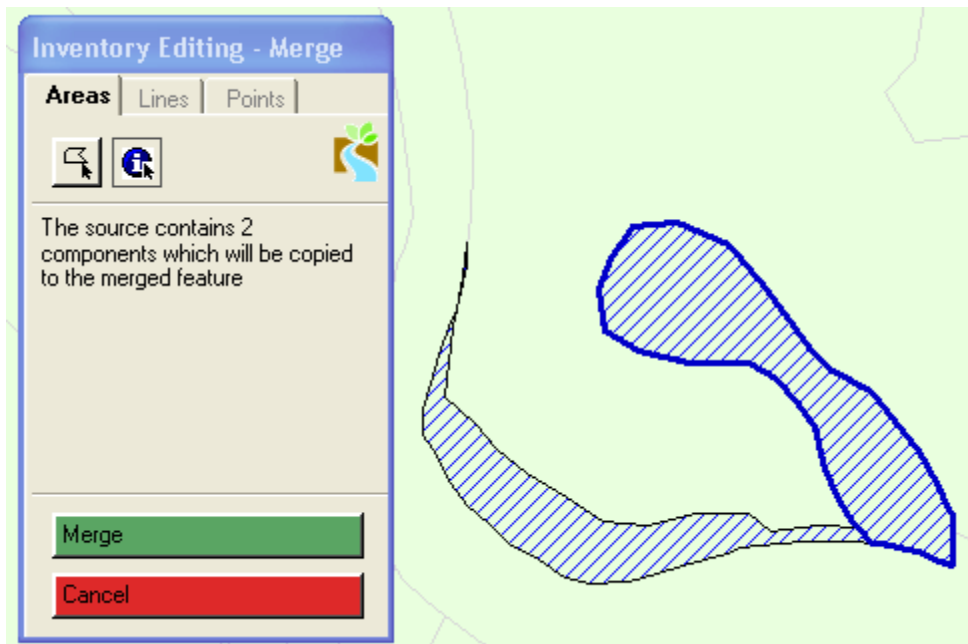 Inventory Editing - Merge
Areas Lines Points
The source contains 2
components which will be copied
to the merged feature
Merge
Cancel